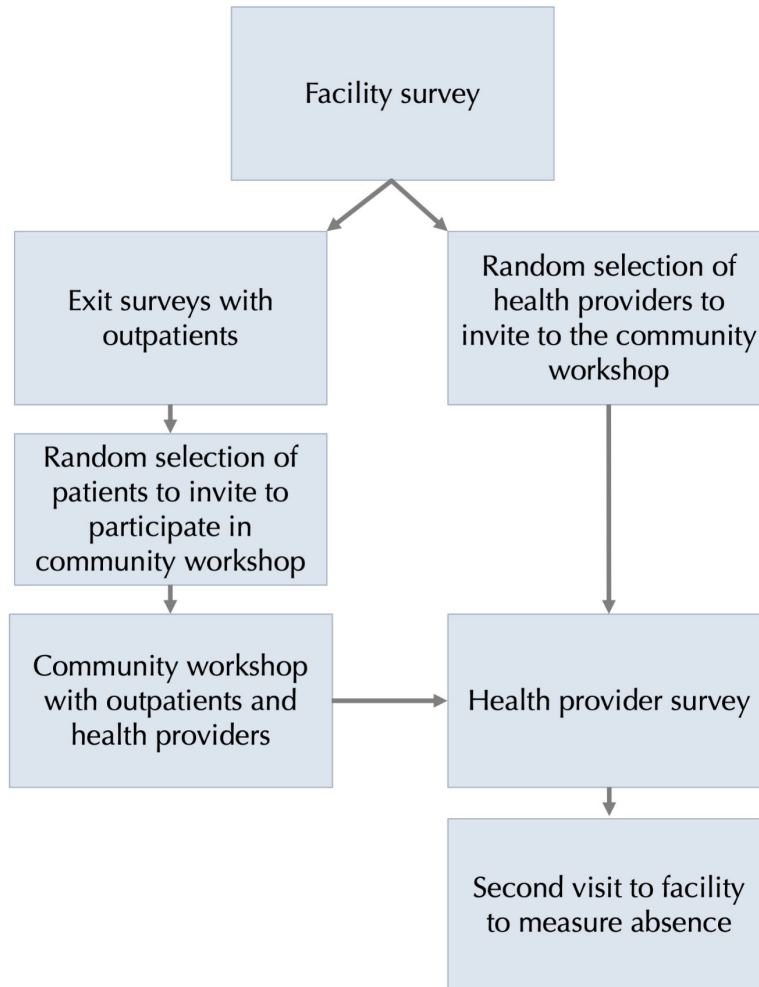 Facility survey
Exit surveys with
outpatients
Random selection of
health providers to
invite to the community
workshop
Random selection of
patients to invite to
participate in
community workshop
Community workshop
with outpatients and
health providers
Health provider survey
Second visit to facility
to measure absence